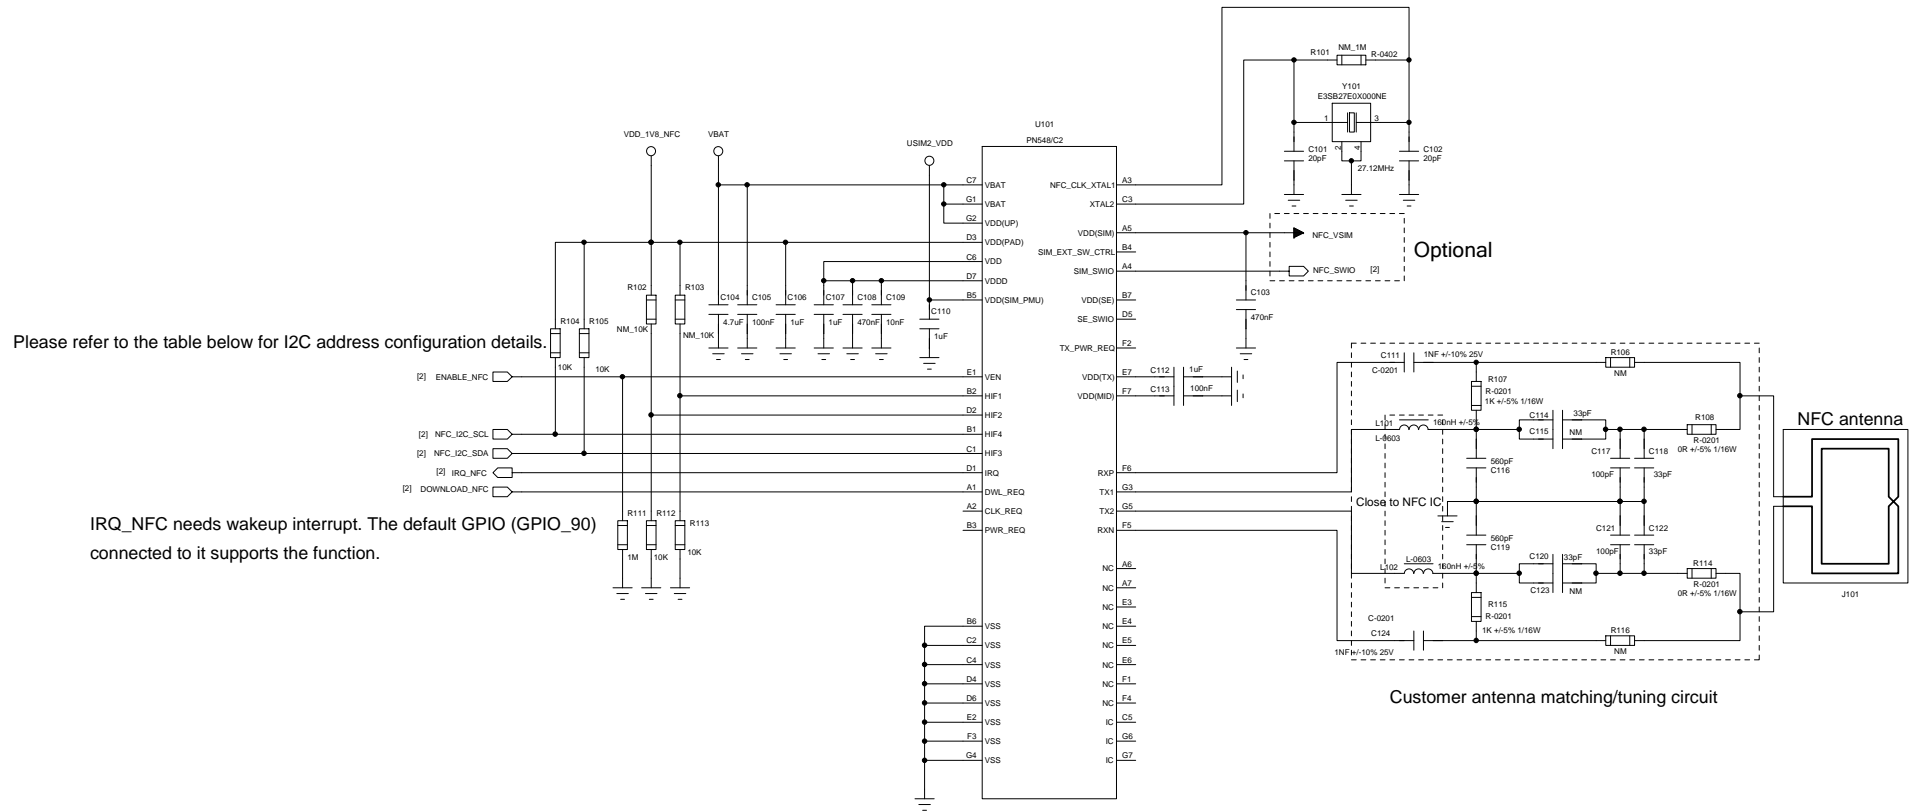 R101
NM_1M
R-0402
Y101
E3SB27E0X000NE
1
3
2
4
C101
20pF
C102
20pF
27.12MHz
U101
PN548/C2
VDD_1V8_NFC
VBAT
USIM2_VDD
C7 VBAT
G1 VBAT
G2 VDD(UP)
D3 VDD(PAD)
C6 VDD
D7 VDDD
B5 VDD(SIM_PMU)
E1 VEN
B2 HIF1
D2 HIF2
B1 HIF4
C1 HIF3
D1 IRQ
A1 DWL_REQ
A2 CLK_REQ
B3 PWR_REQ
B6 VSS
C2 VSS
C4 VSS
D4 VSS
D6 VSS
E2 VSS
F3 VSS
G4 VSS
NFC_CLK_XTAL1 A3
XTAL2 C3
VDD(SIM) A5
SIM_EXT_SW_CTRL B4
SIM_SWIO A4
VDD(SE) B7
SE_SWIO D5
TX_PWR_REQ F2
VDD(TX) E7
VDD(MID) F7
RXP F6
TX1 G3
TX2 G5
RXN F5
NC A6
NC A7
NC E3
NC E4
NC E5
NC E6
NC F1
NC F4
IC C5
IC G6
IC G7
R102
NM_10K
R103
NM_10K
R104
10K
R105
10K
C104
4.7uF
C105
100nF
C106
1uF
C107
1uF
C108
470nF
C109
10nF
C110
1uF
Please refer to the table below for I2C address configuration details.
[2] ENABLE_NFC
[2] NFC_I2C_SCL
[2] NFC_I2C_SDA
[2] IRQ_NFC
[2] DOWNLOAD_NFC
IRQ_NFC needs wakeup interrupt. The default GPIO (GPIO_90)
connected to it supports the function.
R111
1M
R112
10K
R113
10K
NFC_VSIM
NFC_SWIO [2]
Optional
C103
470nF
C112
1uF
C113
100nF
C111
1NF +/-10% 25V
C-0201
R106
NM
R107
R-0201
1K +/-5% 1/16W
L101
160nH +/-5%
L-0603
C114
33pF
C115
NM
R108
R-0201
0R +/-5% 1/16W
560pF
C116
C117
100pF
C118
33pF
Close to NFC IC
560pF
C119
C121
100pF
C122
33pF
L-0603
L102
160nH +/-5%
C120
33pF
C123
NM
R114
R-0201
0R +/-5% 1/16W
R115
R-0201
1K +/-5% 1/16W
C-0201
C124
1NF +/-10% 25V
R116
NM
NFC antenna
J101
Customer antenna matching/tuning circuit